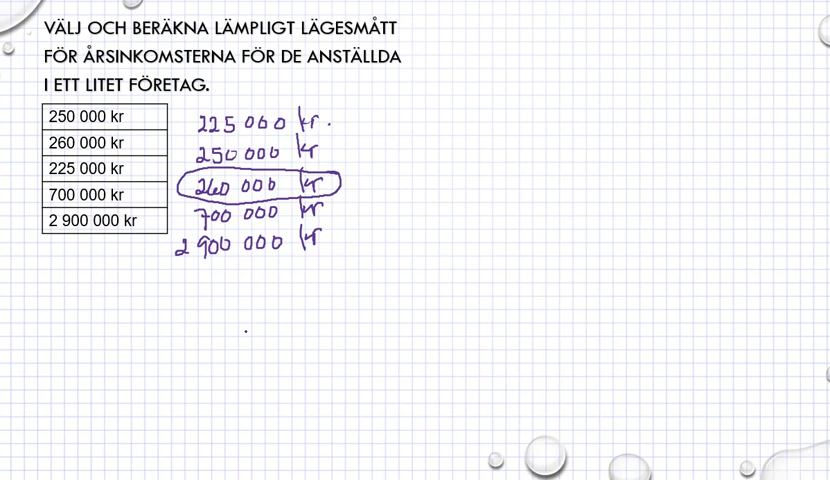 VÄLJ OCH BERÄKNA LÄMPLIGT LÄGESMÅTT
FÖR ÅRSINKOMSTERNA FÖR DE ANSTÄLLDA
I ETT LITET FÖRETAG.
250 000 kr
260 000 kr
225 000 kr
700 000 kr
2 900 000 kr
225 000 kr.
250 000 kr
260 000 kr
700 000 kr
2 900 000 kr